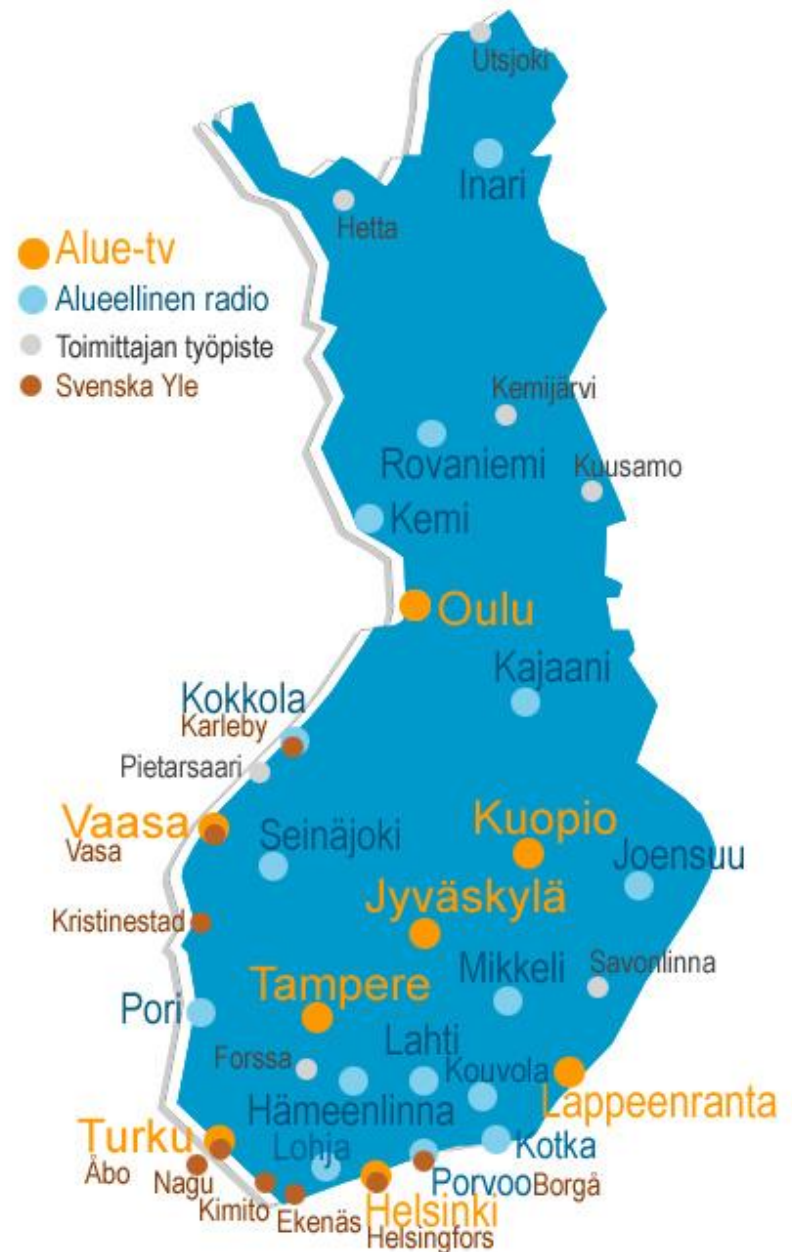 Utsjoki
Inari
Hetta
Alue-tv
Alueellinen radio
Toimittajan työpiste
Svenska Yle
Kemijärvi
Rovaniemi
Kuusamo
Kemi
Oulu
Kajaani
Kokkola
Karleby
Pietarsaari
Vaasa
Vasa
Seinäjoki
Kuopio
Joensuu
Jyväskylä
Kristinestad
Mikkeli
Savonlinna
Tampere
Pori
Lahti
Forssa
Kouvola
Lappeenranta
Hämeenlinna
Turku
Lohja
Kotka
Åbo
Nagu
Porvoo
Borgå
Kimito
Ekenäs
Helsinki
Helsingfors